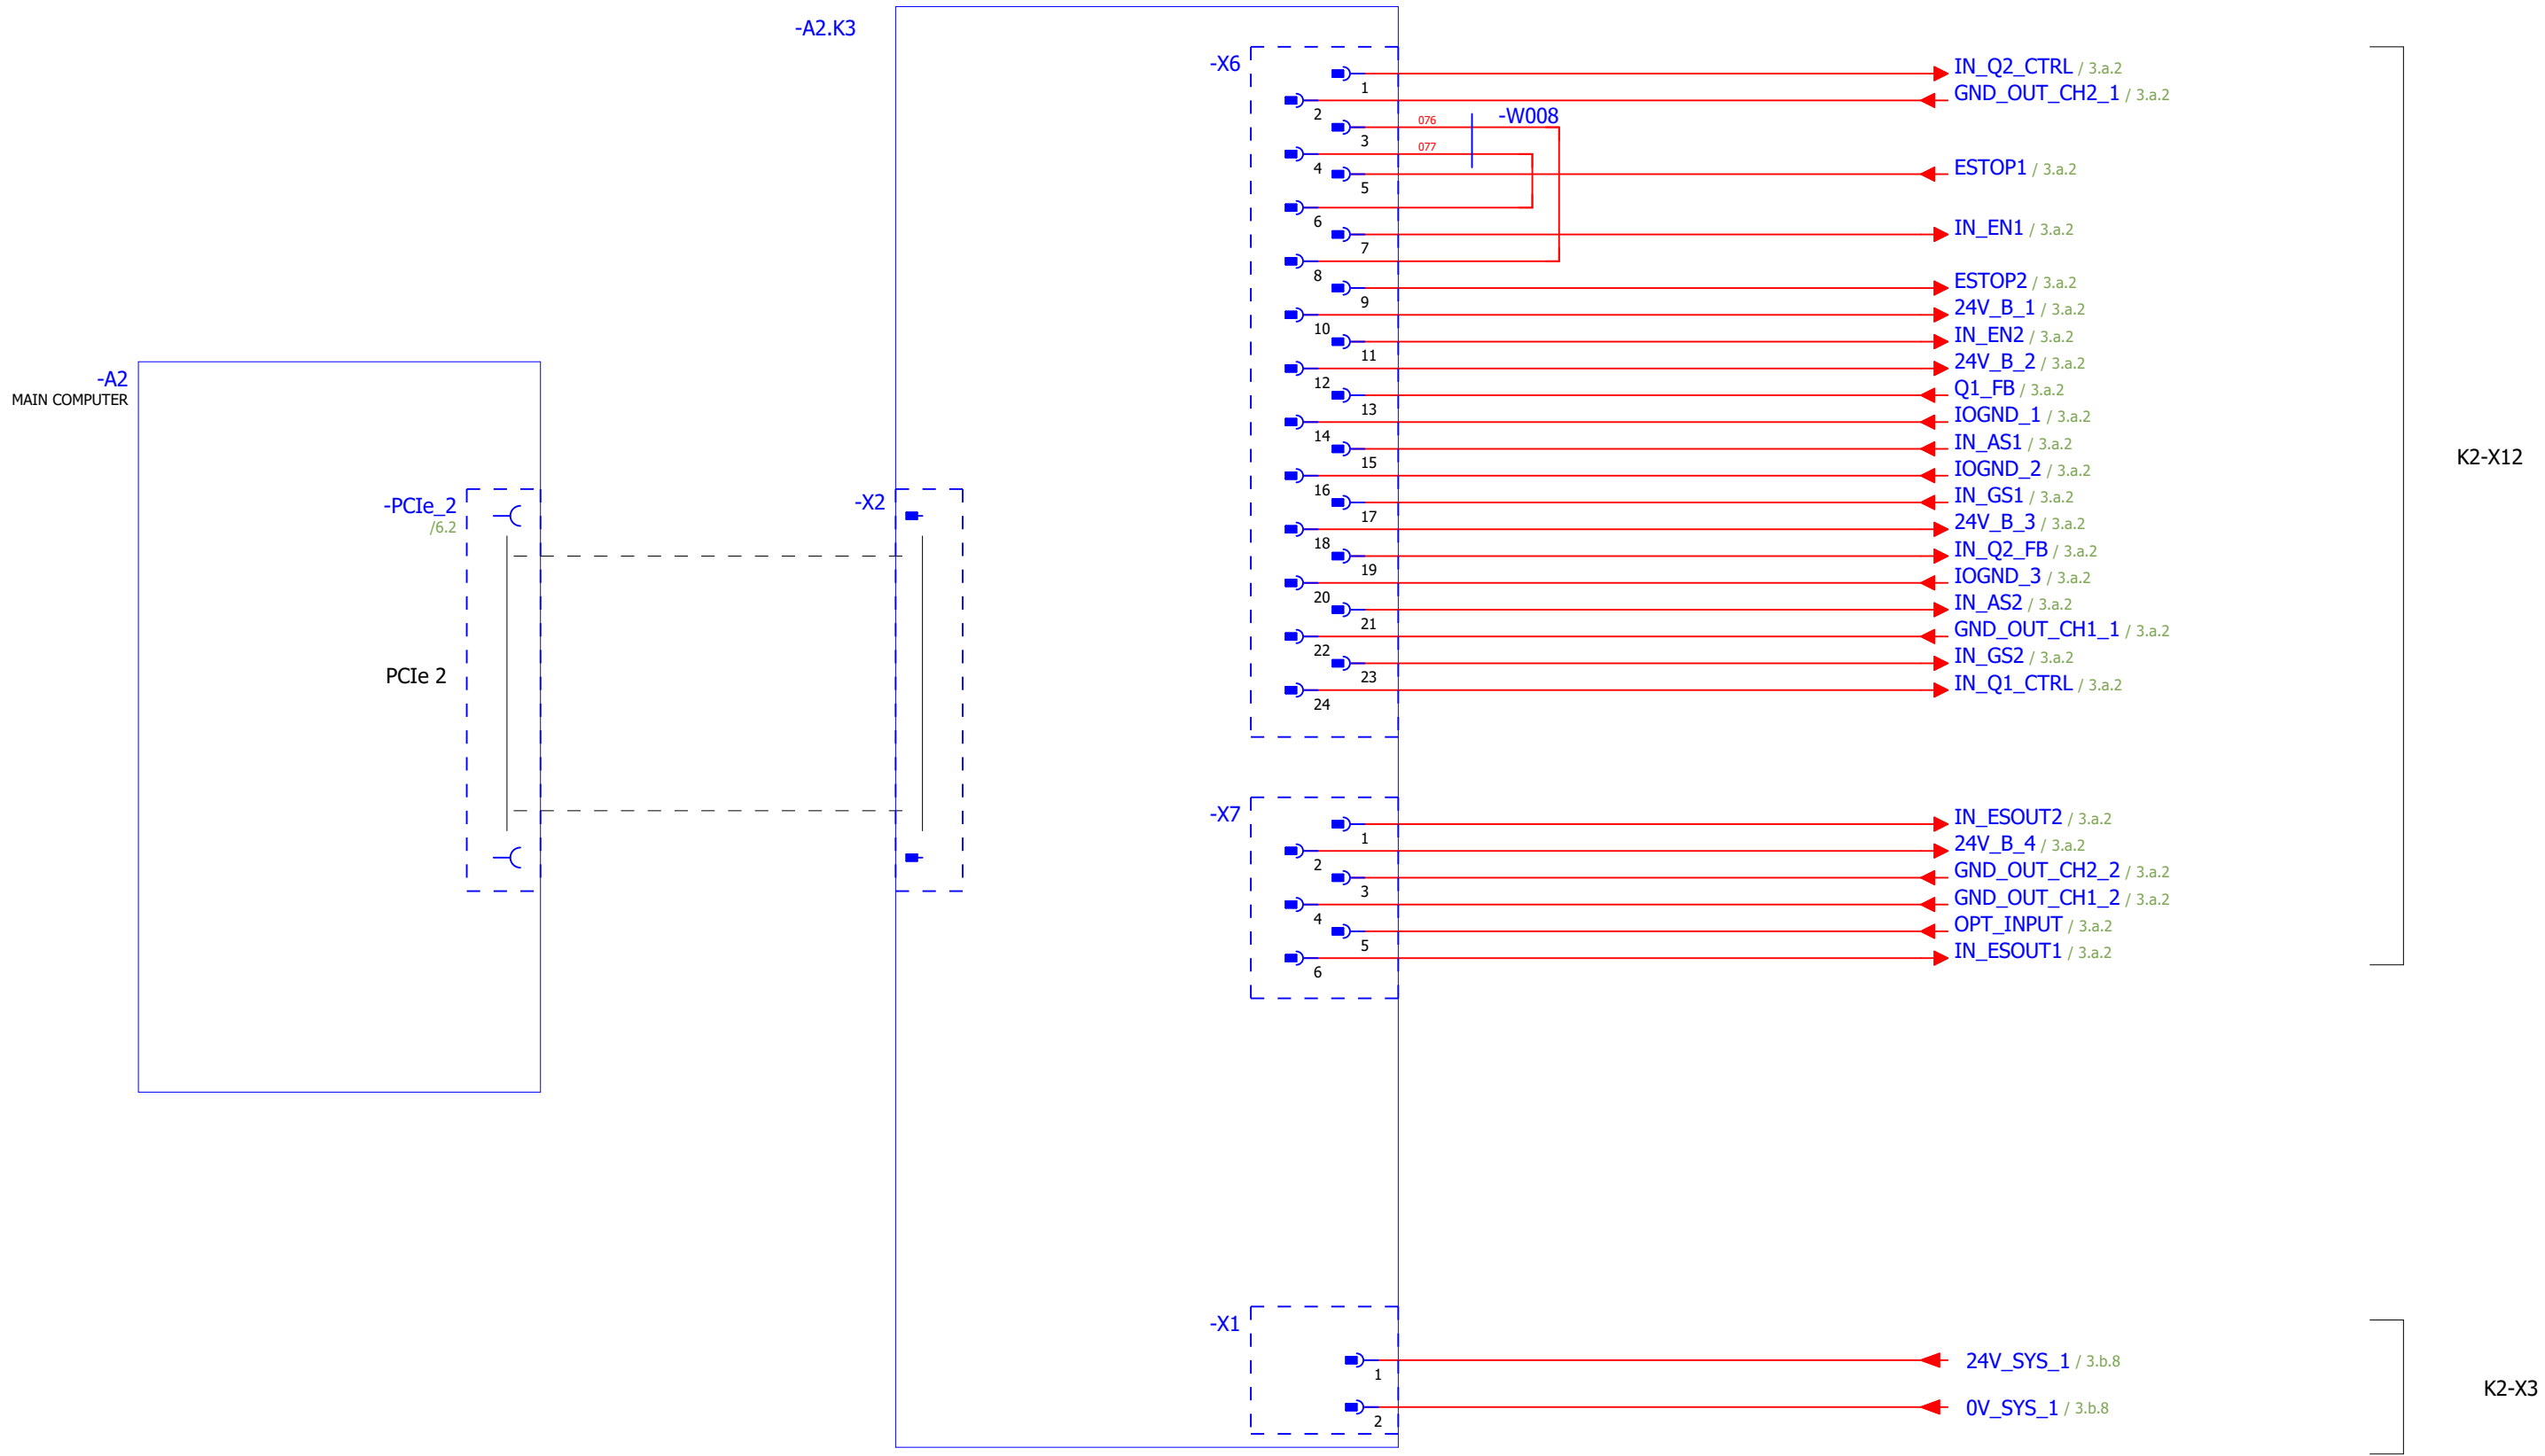 -A2.K3
-X6
1
IN_Q2_CTRL / 3.a.2
2
GND_OUT_CH2_1 / 3.a.2
-W008
3
076
4
077
5
ESTOP1 / 3.a.2
6
7
IN_EN1 / 3.a.2
8
9
ESTOP2 / 3.a.2
10
24V_B_1 / 3.a.2
11
IN_EN2 / 3.a.2
12
24V_B_2 / 3.a.2
13
Q1_FB / 3.a.2
14
IOGND_1 / 3.a.2
15
IN_AS1 / 3.a.2
16
IOGND_2 / 3.a.2
17
IN_GS1 / 3.a.2
18
24V_B_3 / 3.a.2
19
IN_Q2_FB / 3.a.2
20
IOGND_3 / 3.a.2
21
IN_AS2 / 3.a.2
22
GND_OUT_CH1_1 / 3.a.2
23
IN_GS2 / 3.a.2
24
IN_Q1_CTRL / 3.a.2
K2-X12
-A2
MAIN COMPUTER
-PCIe_2
/6.2
-X2
PCIe 2
-X7
1
IN_ESOUT2 / 3.a.2
2
24V_B_4 / 3.a.2
3
GND_OUT_CH2_2 / 3.a.2
4
GND_OUT_CH1_2 / 3.a.2
5
OPT_INPUT / 3.a.2
6
IN_ESOUT1 / 3.a.2
-X1
1
24V_SYS_1 / 3.b.8
2
0V_SYS_1 / 3.b.8
K2-X3